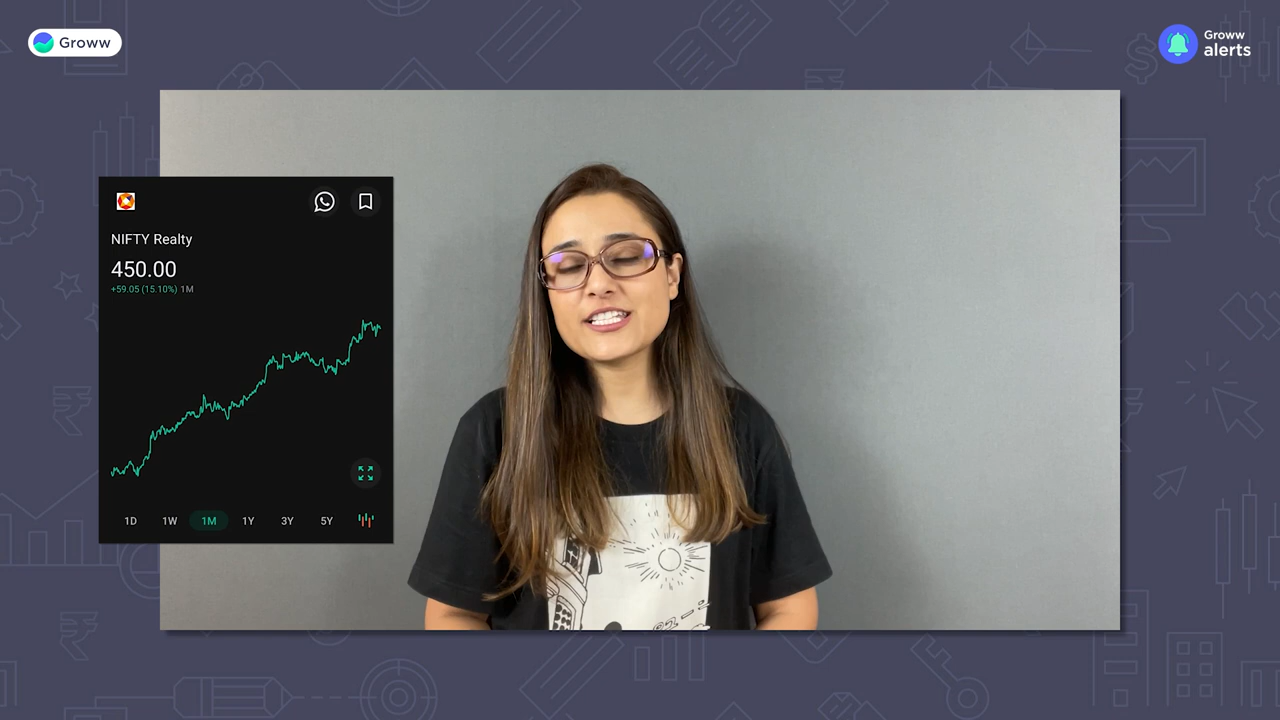 Groww
Groww
alerts
NIFTY Realty
450.00
+59.05 (15.10%) 1M
1D 1W 1M 1Y 3Y 5Y